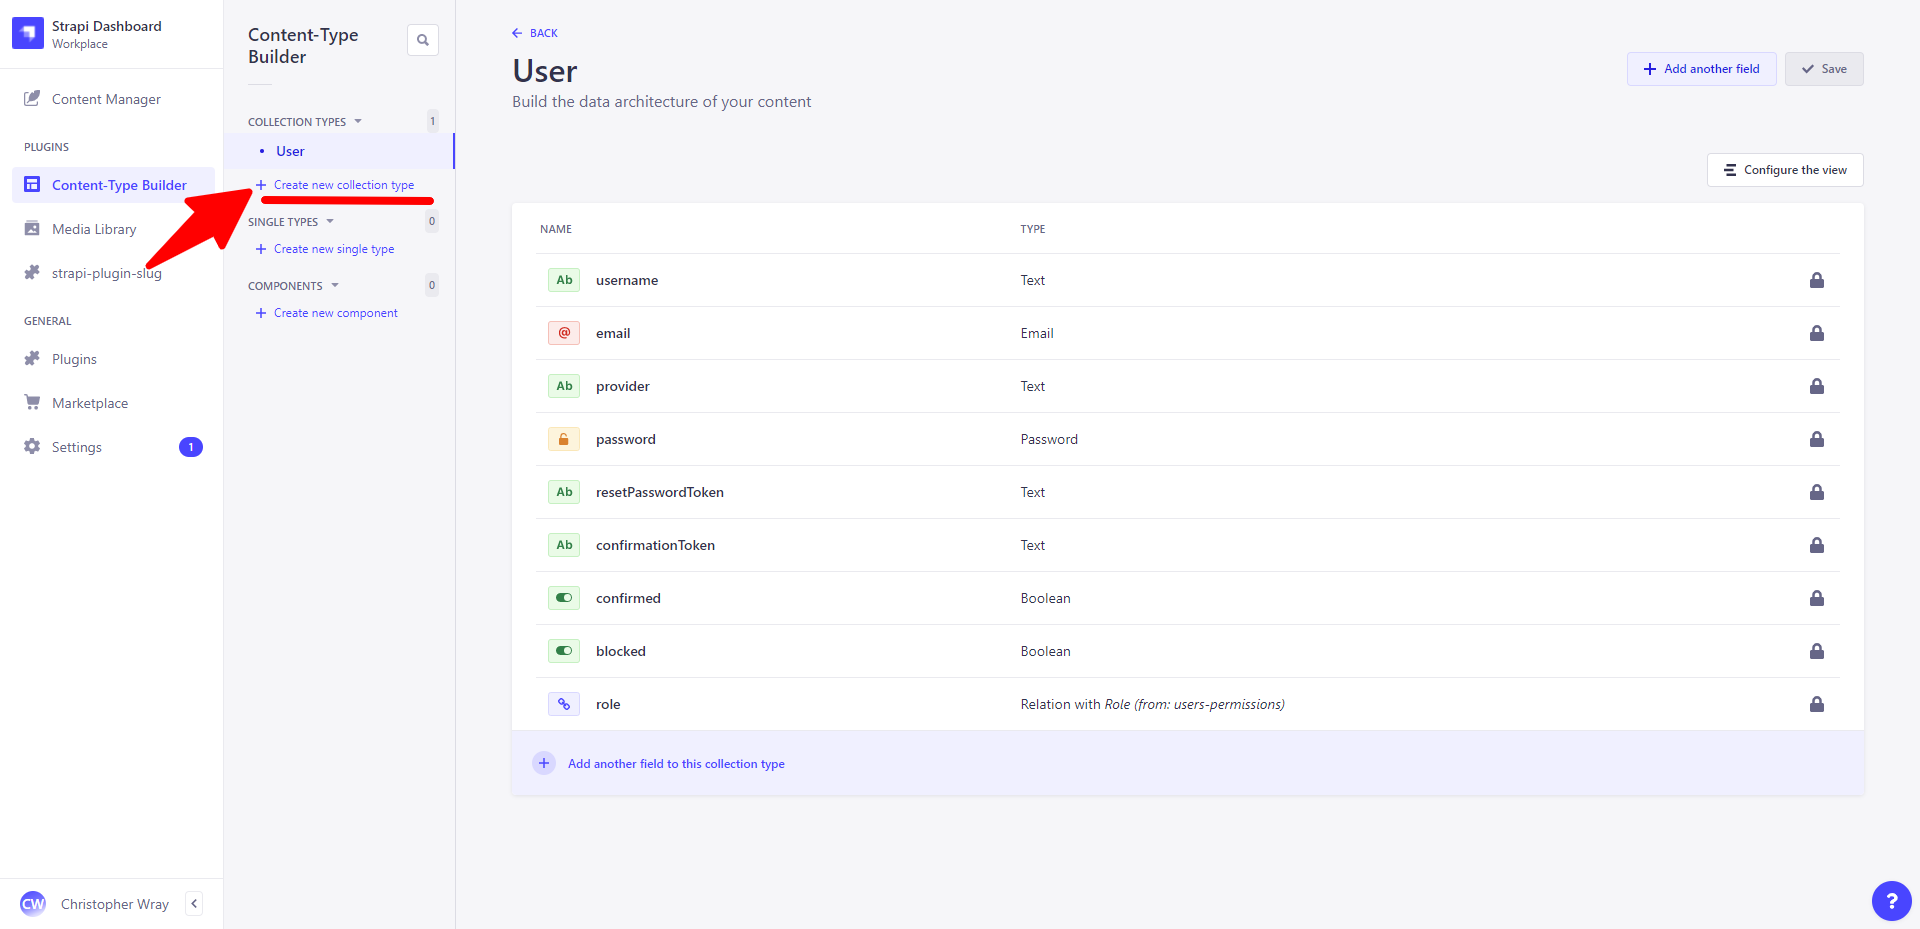 Strapi Dashboard
Workplace
Content Manager
PLUGINS
Content-Type Builder
Media Library
strapi-plugin-slug
GENERAL
Plugins
Marketplace
Settings
1
CW
Christopher Wray
Content-Type
Builder
COLLECTION TYPES
1
User
Create new collection type
SINGLE TYPES
0
Create new single type
COMPONENTS
0
Create new component
BACK
User
Build the data architecture of your content
Add another field
Save
Configure the view
NAME TYPE
Ab username Text
@ email Email
Ab provider Text
password Password
Ab resetPasswordToken Text
Ab confirmationToken Text
confirmed Boolean
blocked Boolean
role Relation with Role (from: users-permissions)
Add another field to this collection type
?